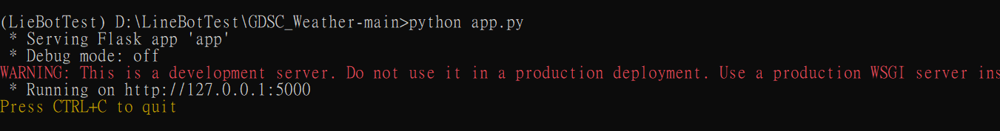 (LieBotTest) D:\LineBotTest\GDSC_Weather-main>python app.py
* Serving Flask app 'app'
* Debug mode: off
WARNING: This is a development server. Do not use it in a production deployment. Use a production WSGI server ins
* Running on http://127.0.0.1:5000
Press CTRL+C to quit